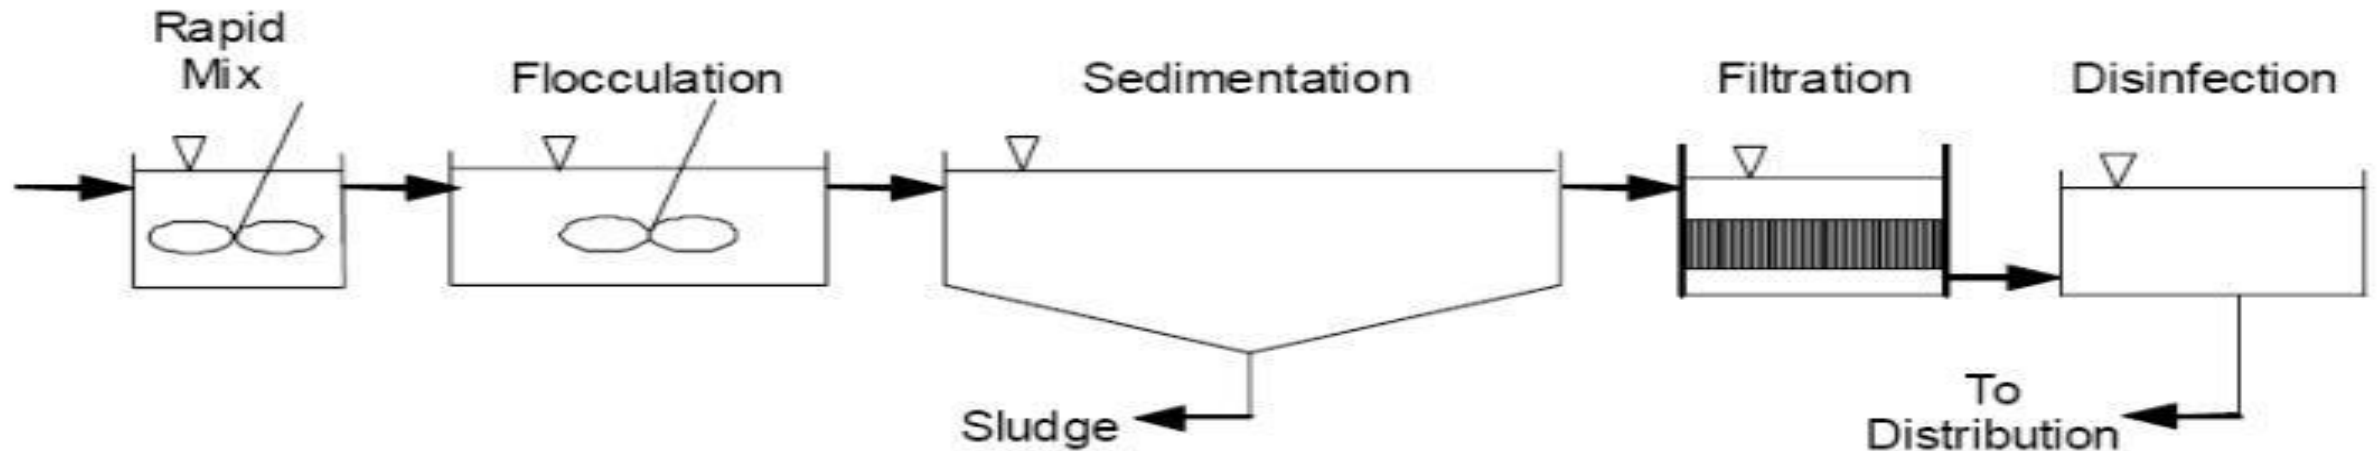 Rapid
Mix
Flocculation
Sedimentation
Filtration
Disinfection
Sludge
To
Distribution